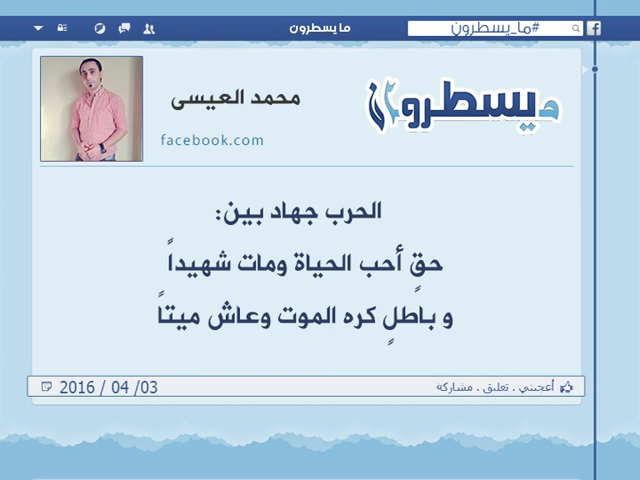 ما يسطرون
#ما_يسطرون
f
ما يسطرون
محمد العيسى
facebook.com
الحرب جهاد بين:
حقٍ أحب الحياة ومات شهيداً
و باطلٍ كره الموت وعاش ميتاً
أعجبني . تعليق . مشاركه
2016 / 04 /03